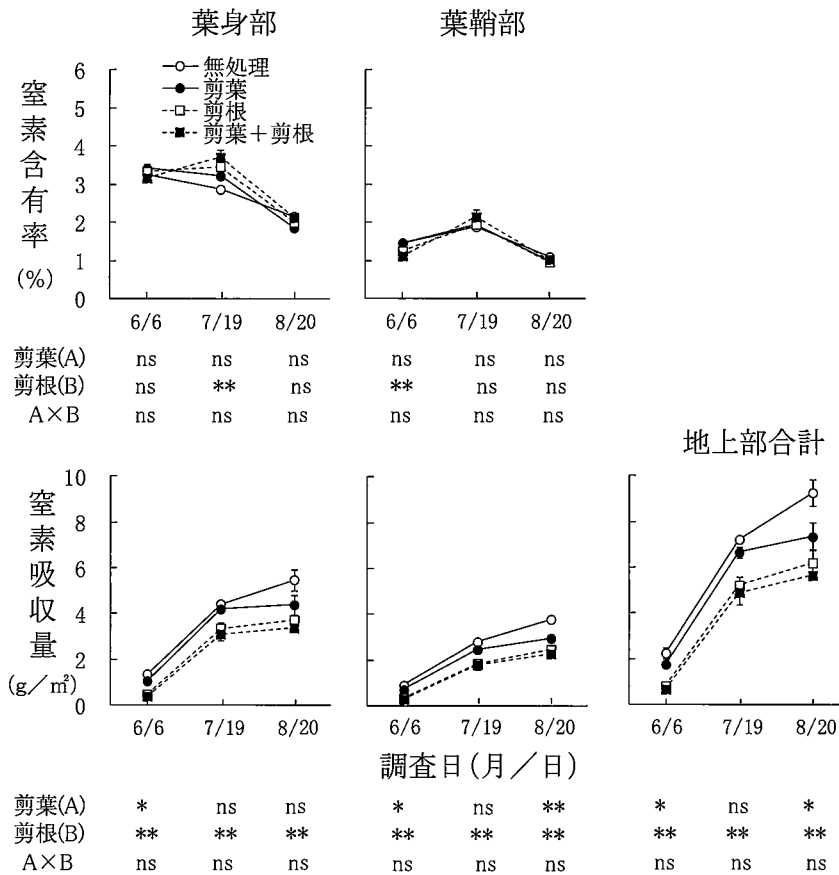 葉身部 葉鞘部
窒素含有率
(%)
6
5
4
3
2
1
0
無処理
剪葉
剪根
剪葉＋剪根
6/6 7/19 8/20 6/6 7/19 8/20
剪葉(A) ns ns ns ns ns ns
剪根(B) ns ** ns ** ns ns
A×B ns ns ns ns ns ns
地上部合計
窒素吸収量
(g／㎡)
10
8
6
4
2
0
6/6 7/19 8/20 6/6 7/19 8/20 6/6 7/19 8/20
調査日(月／日)
剪葉(A) * ns ns * ns ** * ns *
剪根(B) ** ** ** ** ** ** ** ** **
A×B ns ns ns ns ns ns ns ns ns